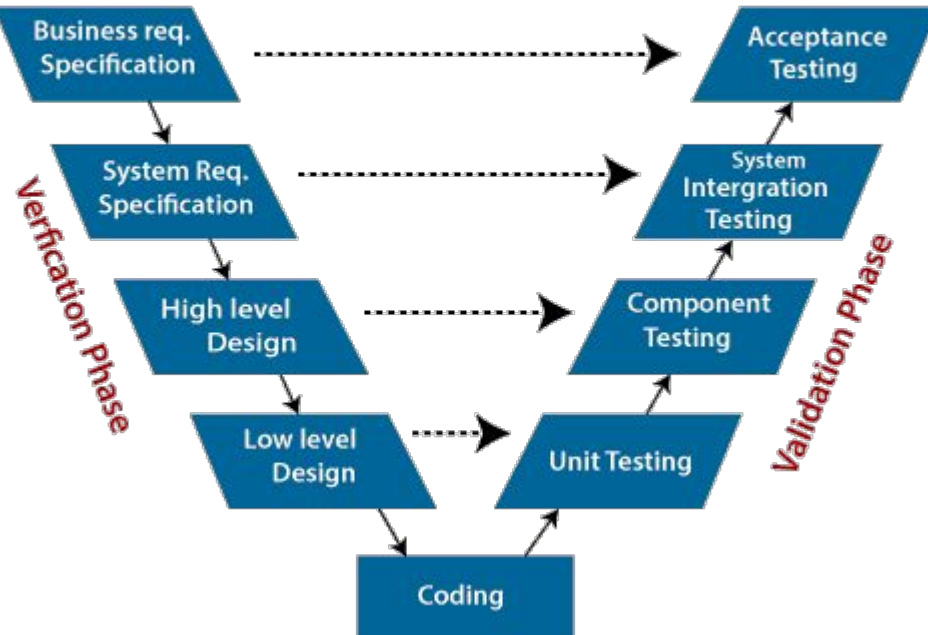 Business req.
Specification
Acceptance
Testing
System Req.
Specification
System
Intergration
Testing
Verfication Phase
High level
Design
Component
Testing
Validation Phase
Low level
Design
Unit Testing
Coding